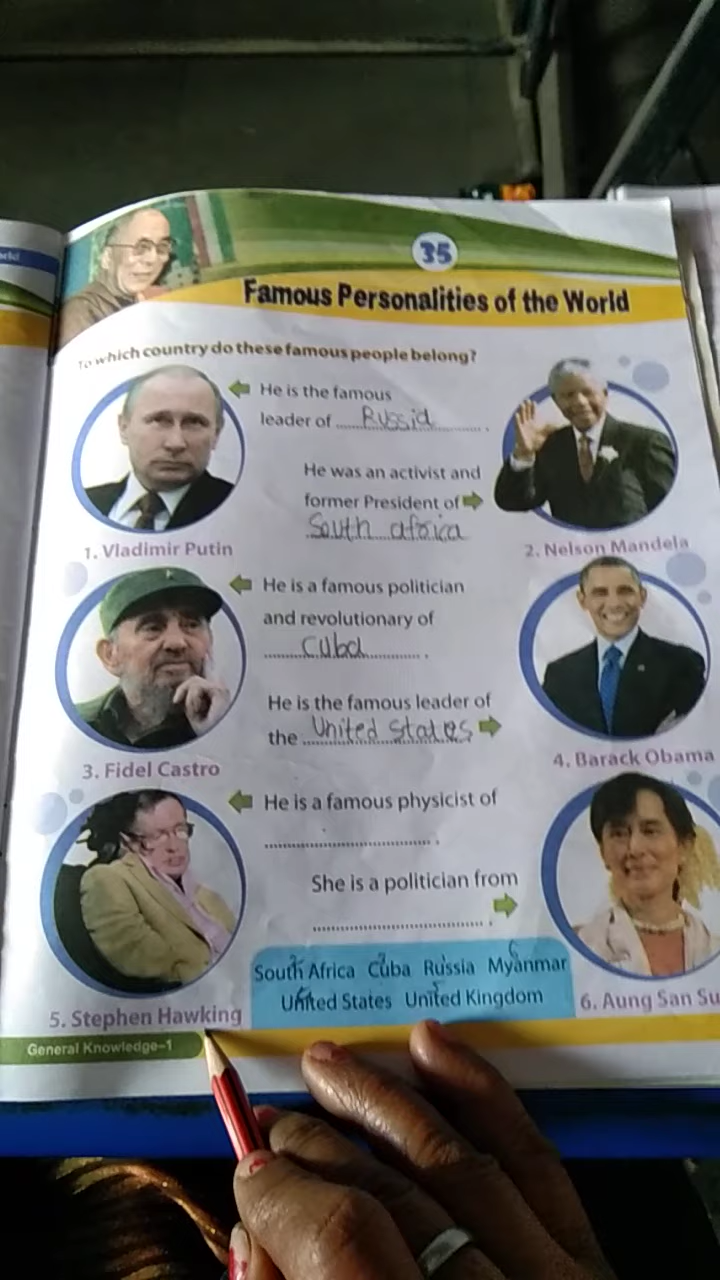 35
Famous Personalities of the World
To which country do these famous people belong?
He is the famous
leader of Russia .
He was an activist and
former President of
South africa
1. Vladimir Putin
2. Nelson Mandela
He is a famous politician
and revolutionary of
Cuba .
He is the famous leader of
the United States
3. Fidel Castro
4. Barack Obama
He is a famous physicist of
.
She is a politician from
.
South Africa Cuba Russia Myanmar
United States United Kingdom
5. Stephen Hawking
6. Aung San Su
General Knowledge-1